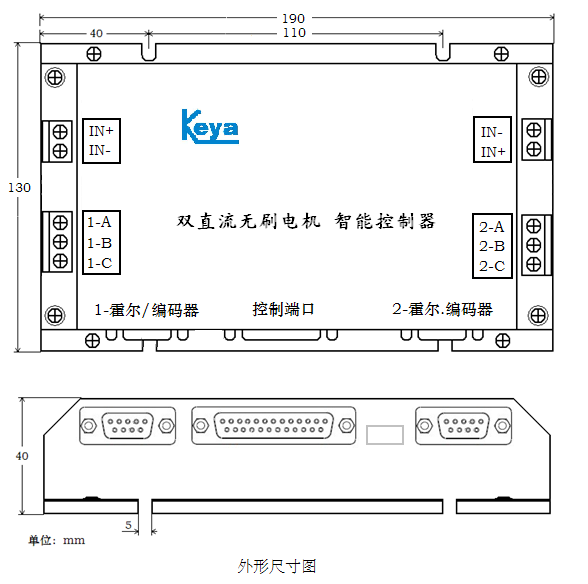 190
40
110
Keya
IN+
IN-
IN-
IN+
130
双直流无刷电机 智能控制器
1-A
1-B
1-C
2-A
2-B
2-C
1-霍尔/编码器
控制端口
2-霍尔.编码器
40
5
单位: mm
外形尺寸图